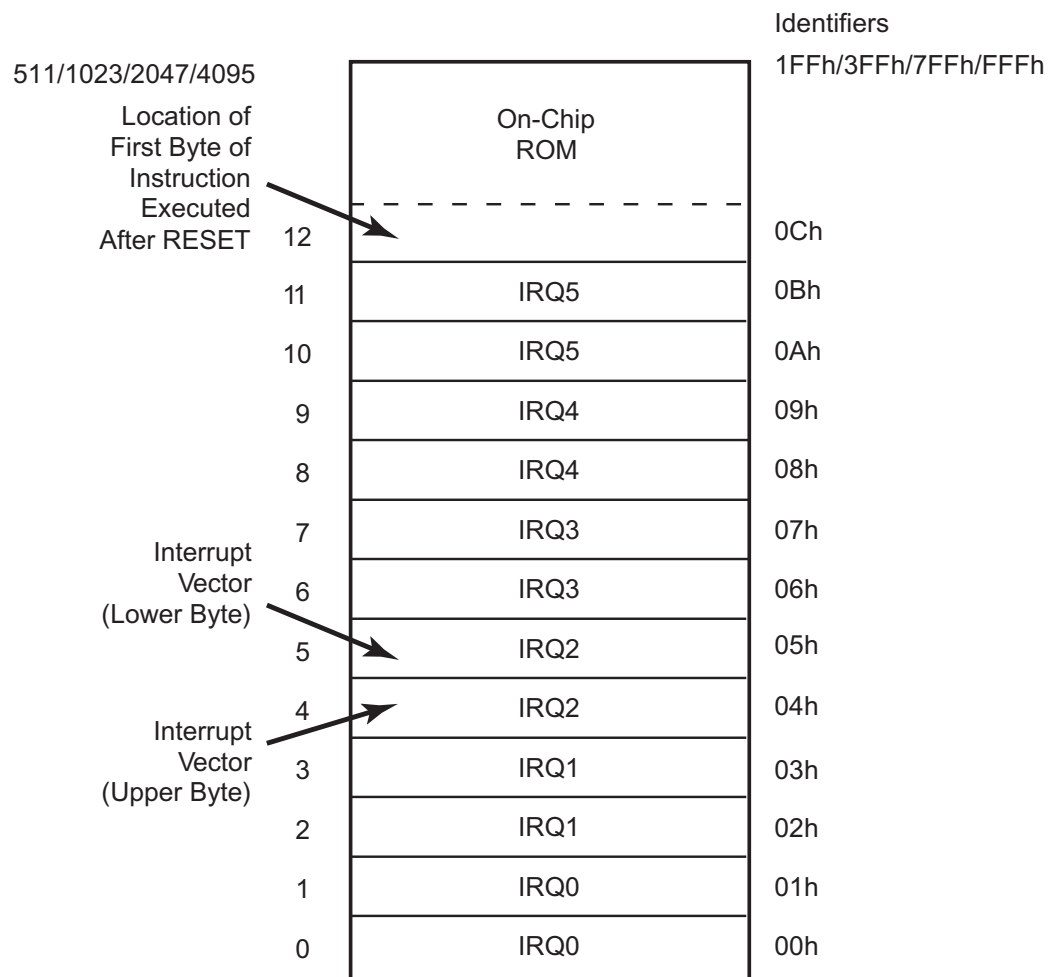 Identifiers
511/1023/2047/4095
1FFh/3FFh/7FFh/FFFh
Location of
First Byte of
Instruction
Executed
After RESET
On-Chip
ROM
12
0Ch
11
IRQ5
0Bh
10
IRQ5
0Ah
9
IRQ4
09h
8
IRQ4
08h
7
IRQ3
07h
Interrupt
Vector
(Lower Byte)
6
IRQ3
06h
5
IRQ2
05h
4
IRQ2
04h
Interrupt
Vector
(Upper Byte)
3
IRQ1
03h
2
IRQ1
02h
1
IRQ0
01h
0
IRQ0
00h